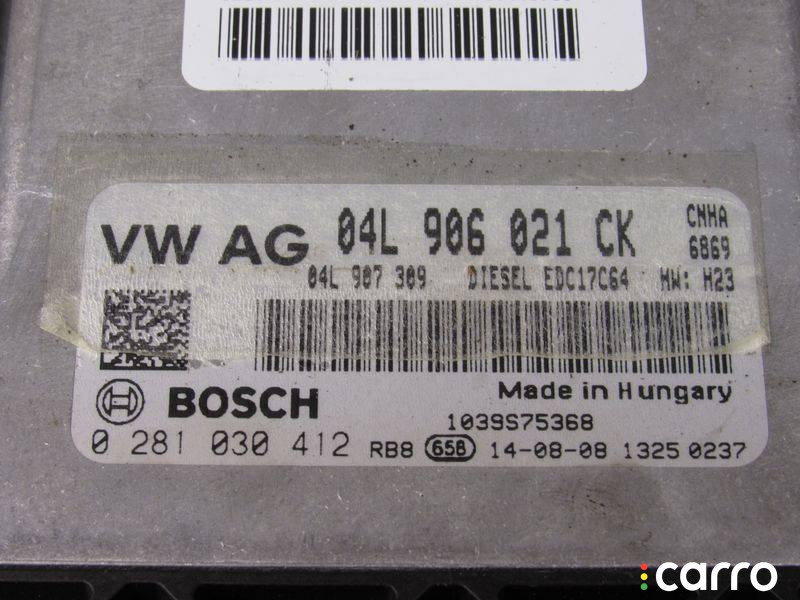 VW AG 04L 906 021 CK CNHA
6869
04L 907 309 DIESEL EDC17C64 HW: H23
Made in Hungary
BOSCH 1039S75368
0 281 030 412 RB8 658 14-08-08 1325 0237
carro